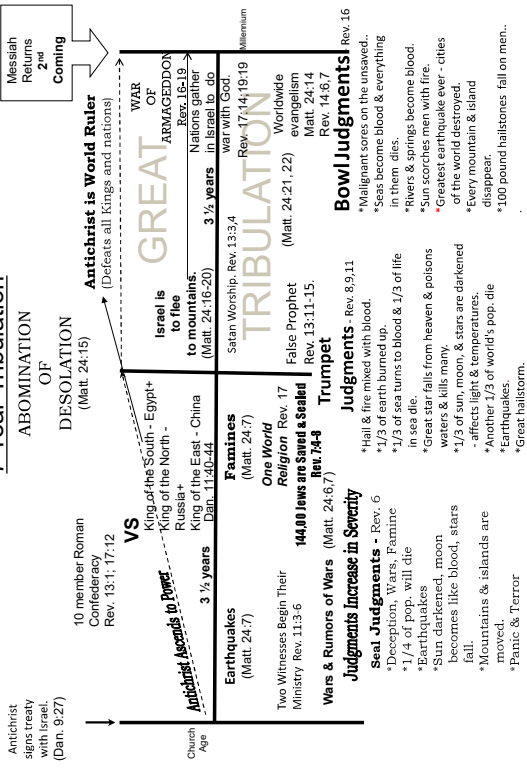 7 Year Tribulation
Antichrist
signs treaty
with Israel.
(Dan. 9:27)
10 member Roman
Confederacy
Rev. 13:1; 17:12
ABOMINATION
OF
DESOLATION
(Matt. 24:15)
Messiah
Returns
2nd
Coming
VS
King of the South - Egypt+
King of the North -
Russia+
King of the East - China
Dan. 11:40-44
Antichrist Ascends to Power
Antichrist is World Ruler
(Defeats all Kings and nations)
GREAT
WAR
OF
ARMAGEDDON
Rev. 16-19
Nations gather
in Israel to do
war with God.
Rev. 17:14;19:19
Israel is
to flee
to mountains.
(Matt. 24:16-20)
Church
Age
3 ½ years
3 ½ years
Millennium
Earthquakes
(Matt. 24:7)
Famines
(Matt. 24:7)
Satan Worship. Rev. 13:3,4
TRIBULATION
(Matt. 24:21, 22)
Two Witnesses Begin Their
Ministry Rev. 11:3-6
One World
Religion Rev. 17
144,00 Jews are Saved & Sealed
Rev. 7:4-8
False Prophet
Rev. 13:11-15.
Worldwide
evangelism
Matt. 24:14
Rev. 14:6,7
Wars & Rumors of Wars (Matt. 24:6,7)
Judgments Increase in Severity
Seal Judgments - Rev. 6
*Deception, Wars, Famine
*1/4 of pop. will die
*Earthquakes
*Sun darkened, moon
becomes like blood, stars
fall.
*Mountains & islands are
moved.
*Panic & Terror
Trumpet
Judgments - Rev. 8,9,11
*Hail & fire mixed with blood.
*1/3 of earth burned up.
*1/3 of sea turns to blood & 1/3 of life
in sea die.
*Great star falls from heaven & poisons
waters & kills many.
*1/3 of sun, moon, & stars are darkened
- affects light & temperatures.
*Another 1/3 of world's pop. die
*Earthquakes.
*Great hailstorm.
Bowl Judgments Rev. 16
*Malignant sores on the unsaved..
*Seas become blood & everything
in them dies.
*Rivers & springs become blood.
*Sun scorches men with fire.
*Greatest earthquake ever - cities
of the world destroyed.
*Every mountain & island
disappear.
*100 pound hailstones fall on men..
.